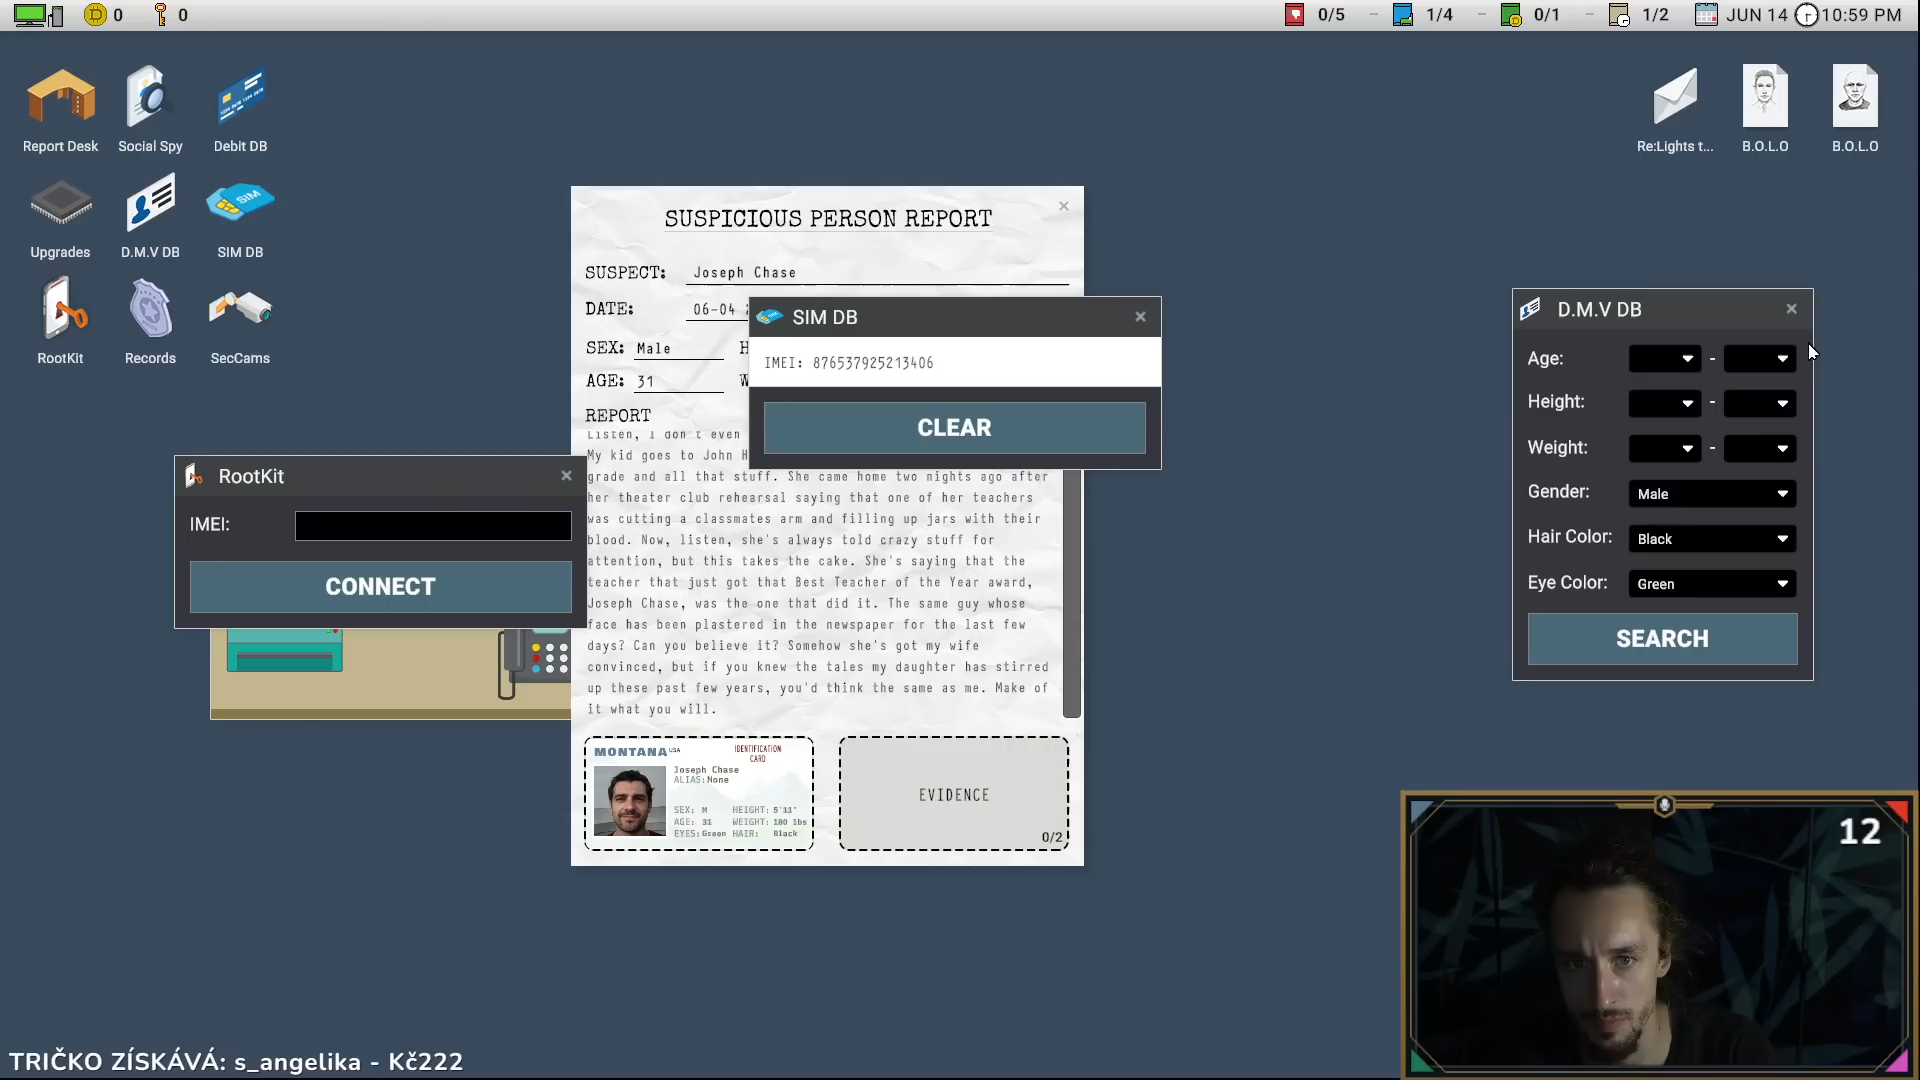 0
0
0/5
1/4
0/1
1/2
JUN 14
10:59 PM
Report Desk
Social Spy
Debit DB
Upgrades
D.M.V DB
SIM DB
RootKit
Records
SecCams
Re:Lights t...
B.O.L.O
B.O.L.O
SUSPICIOUS PERSON REPORT
SUSPECT: Joseph Chase
DATE: 06-04
SEX: Male
AGE: 31
REPORT
Listen, I don't even
My kid goes to John H
grade and all that stuff. She came home two nights ago after
her theater club rehearsal saying that one of her teachers
was cutting a classmates arm and filling up jars with their
blood. Now, listen, she's always told crazy stuff for
attention, but this takes the cake. She's saying that the
teacher that just got that Best Teacher of the Year award,
Joseph Chase, was the one that did it. The same guy whose
face has been plastered in the newspaper for the last few
days? Can you believe it? Somehow she's got my wife
convinced, but if you knew the tales my daughter has stirred
up these past few years, you'd think the same as me. Make of
it what you will.
MONTANA USA
IDENTIFICATION
CARD
Joseph Chase
ALIAS: None
SEX: M HEIGHT: 5'11"
AGE: 31 WEIGHT: 180 lbs
EYES: Green HAIR: Black
EVIDENCE
0/2
SIM DB
IMEI: 876537925213406
CLEAR
RootKit
IMEI:
CONNECT
D.M.V DB
Age: -
Height: -
Weight: -
Gender: Male
Hair Color: Black
Eye Color: Green
SEARCH
12
TRIČKO ZÍSKÁVÁ: s_angelika - Kč222